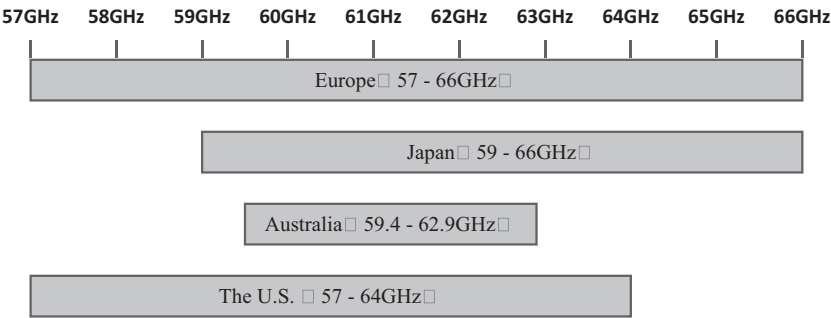 57GHz 58GHz 59GHz 60GHz 61GHz 62GHz 63GHz 64GHz 65GHz 66GHz
Europe□ 57 - 66GHz□
Japan□ 59 - 66GHz□
Australia□ 59.4 - 62.9GHz□
The U.S. □ 57 - 64GHz□